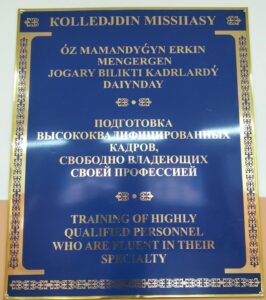 KOLLEDJDIN MISSIIASY
ÓZ MAMANDYǴYN ERKIN
MENGERGEN
JOGARY BILIKTI KADRLARDÝ
DAIYNDAY
ПОДГОТОВКА
ВЫСОКОКВАЛИФИЦИРОВАННЫХ
КАДРОВ,
СВОБОДНО ВЛАДЕЮЩИХ
СВОЕЙ ПРОФЕССИЕЙ
TRAINING OF HIGHLY
QUALIFIED PERSONNEL
WHO ARE FLUENT IN THEIR
SPECIALTY